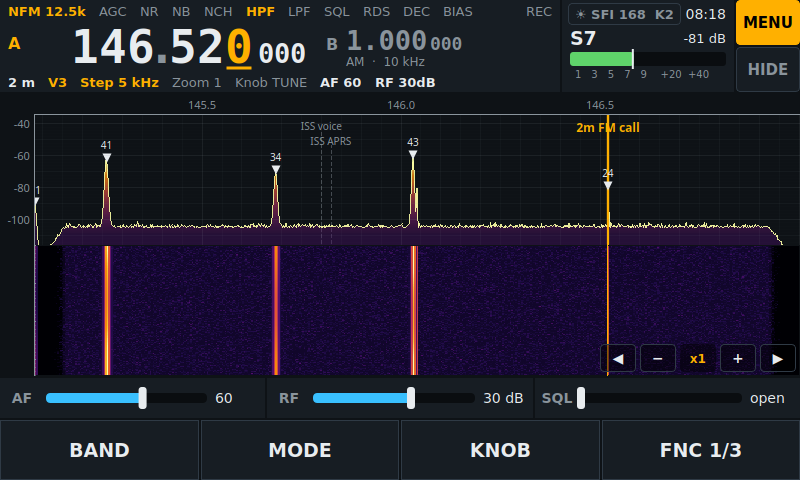 NFM 12.5k AGC NR NB NCH HPF LPF SQL RDS DEC BIAS REC
☀ SFI 168 K2 08:18
MENU
A 146.520 000 B 1.000 000
AM · 10 kHz
S7 -81 dB
1 3 5 7 9 +20 +40
HIDE
2 m V3 Step 5 kHz Zoom 1 Knob TUNE AF 60 RF 30dB
145.5 146.0 146.5
-40
ISS voice
2m FM call
ISS APRS
41
34
43
-60
24
-80
1
-100
◀ − x1 + ▶
AF 60 RF 30 dB SQL open
BAND MODE KNOB FNC 1/3